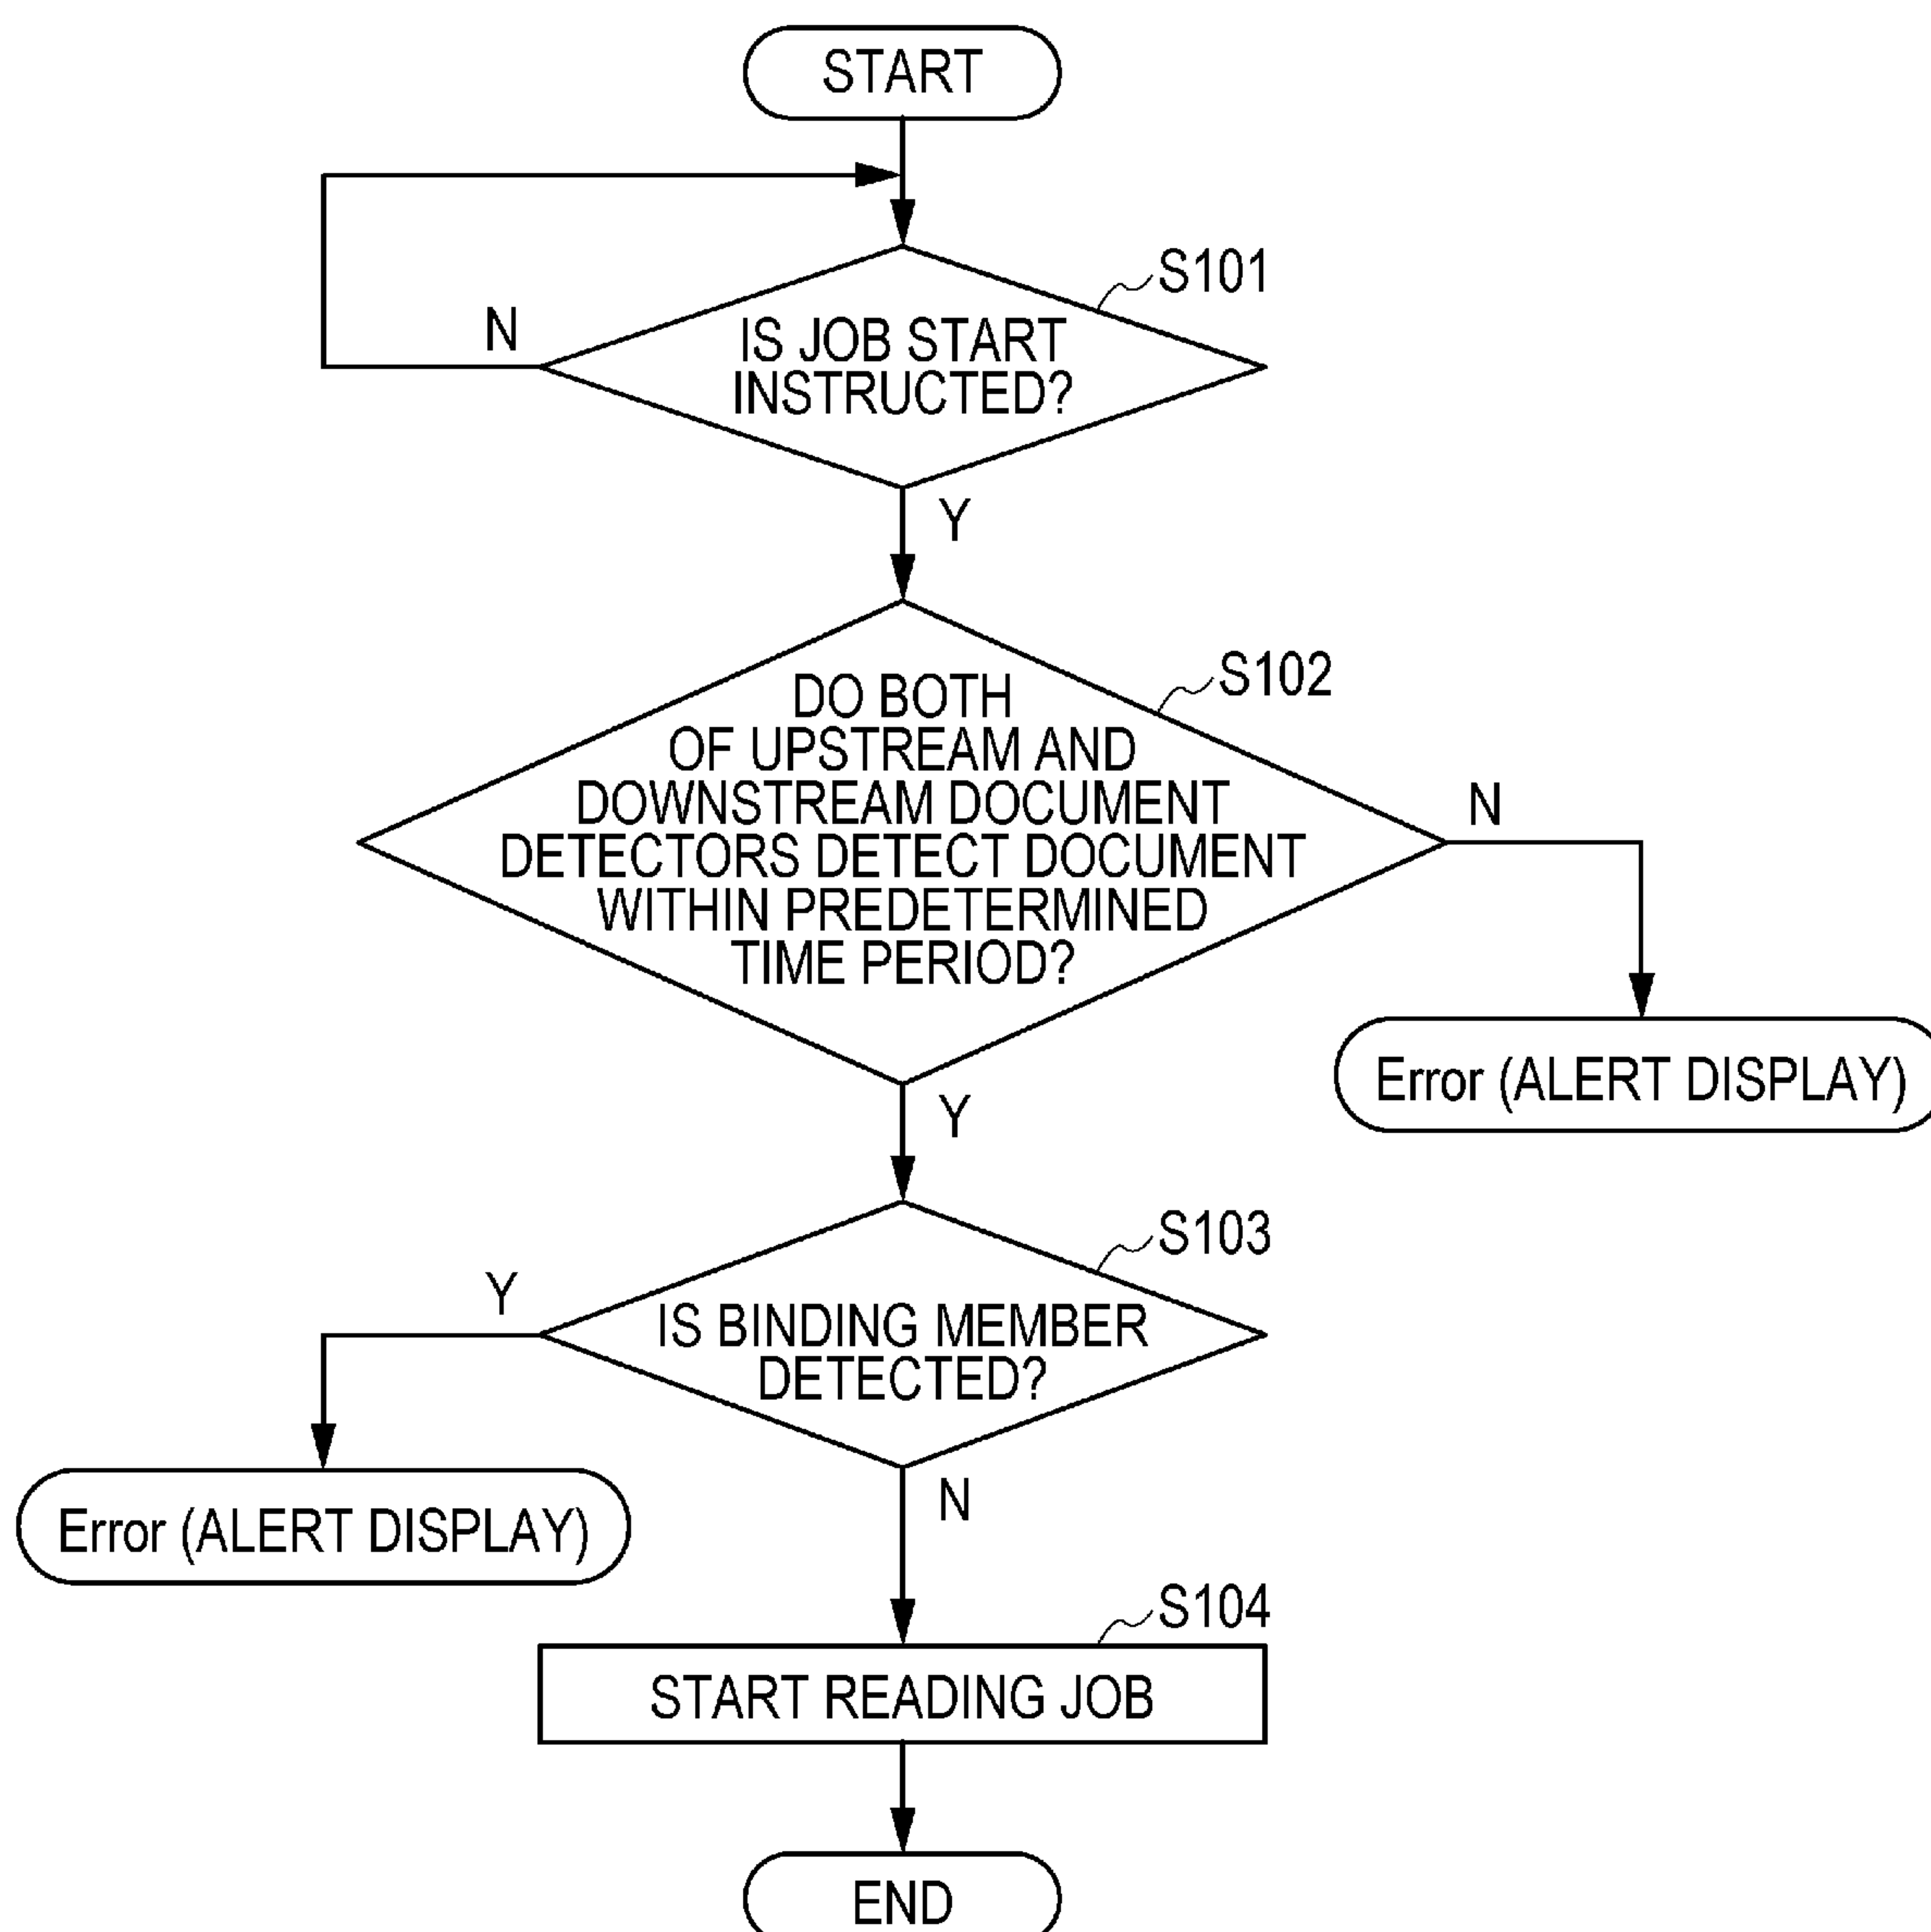 START
S101
N
IS JOB START
INSTRUCTED?
Y
S102
DO BOTH
OF UPSTREAM AND
DOWNSTREAM DOCUMENT
DETECTORS DETECT DOCUMENT
WITHIN PREDETERMINED
TIME PERIOD?
N
Error (ALERT DISPLAY)
Y
S103
Y
IS BINDING MEMBER
DETECTED?
N
Error (ALERT DISPLAY)
S104
START READING JOB
END